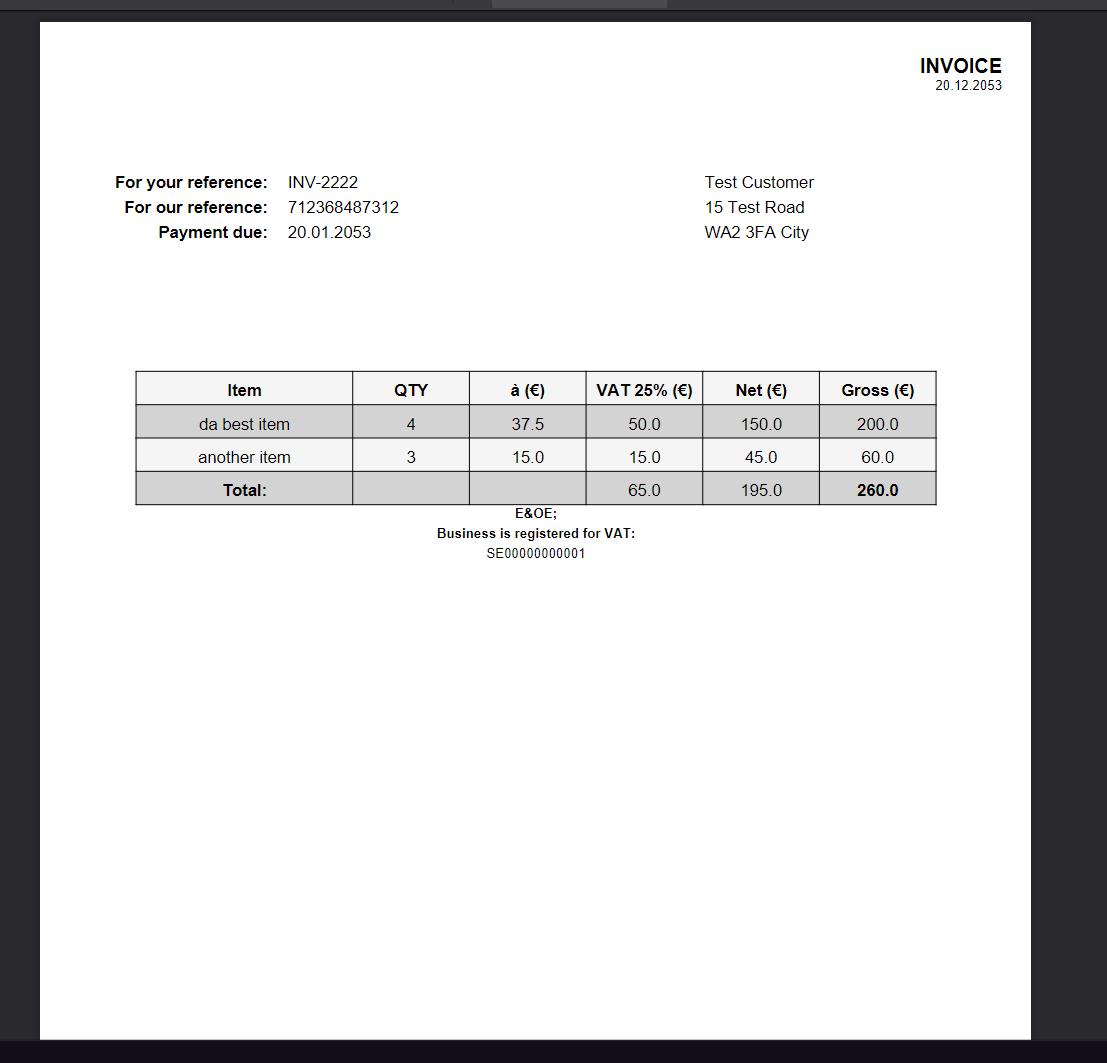 INVOICE
20.12.2053
For your reference: INV-2222
For our reference: 712368487312
Payment due: 20.01.2053
Test Customer
15 Test Road
WA2 3FA City
Item QTY à (€) VAT 25% (€) Net (€) Gross (€)
da best item 4 37.5 50.0 150.0 200.0
another item 3 15.0 15.0 45.0 60.0
Total: 65.0 195.0 260.0
E&OE;
Business is registered for VAT:
SE00000000001